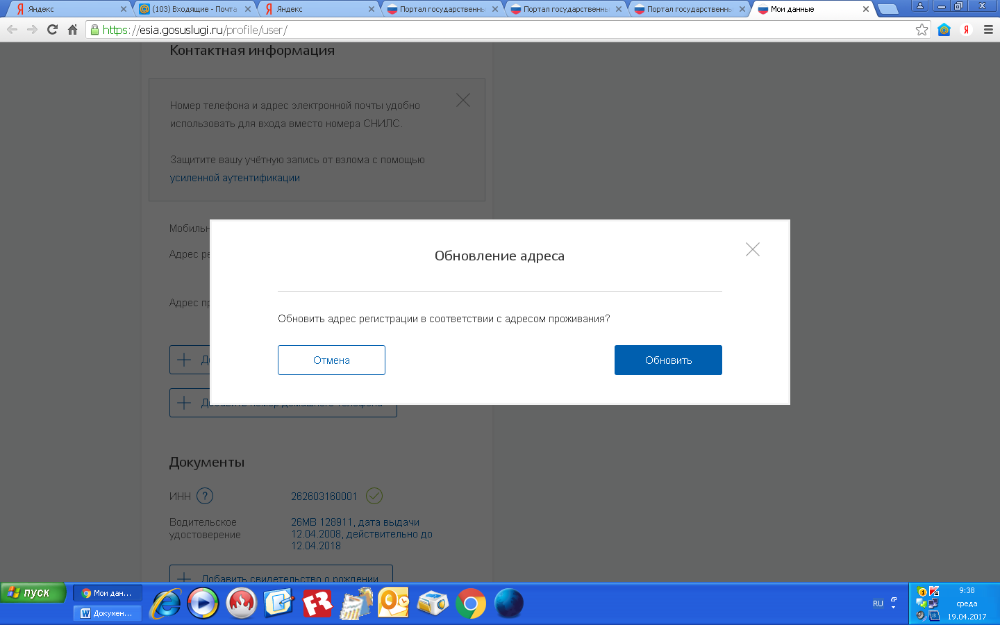 Яндекс
(103) Входящие - Почта
Яндекс
Портал государственны
Портал государственны
Портал государственны
Мои данные
https://esia.gosuslugi.ru/profile/user/
Контактная информация
Номер телефона и адрес электронной почты удобно
использовать для входа вместо номера СНИЛС.
Защитите вашу учётную запись от взлома с помощью
усиленной аутентификации
Мобильн
Адрес ре
Адрес пр
Обновление адреса
Обновить адрес регистрации в соответствии с адресом проживания?
Отмена
Обновить
До
Добавить номер домашнего телефона
Документы
ИНН ?
262603160001
Водительское
удостоверение
26МВ 128911, дата выдачи
12.04.2008, действительно до
12.04.2018
Добавить свидетельство о рождении
пуск
Мои дан...
Докумен...
RU
9:38
среда
19.04.2017